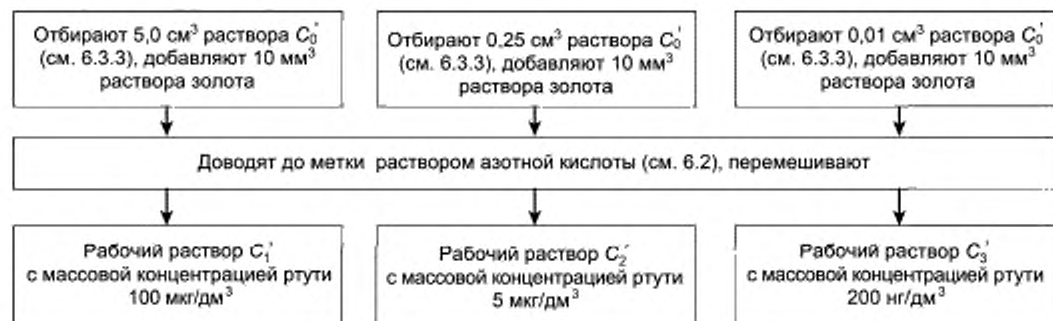 Отбирают 5,0 см³ раствора C₀'
(см. 6.3.3), добавляют 10 мм³
раствора золота
Отбирают 0,25 см³ раствора C₀'
(см. 6.3.3), добавляют 10 мм³
раствора золота
Отбирают 0,01 см³ раствора C₀'
(см. 6.3.3), добавляют 10 мм³
раствора золота
Доводят до метки раствором азотной кислоты (см. 6.2), перемешивают
Рабочий раствор C₁'
с массовой концентрацией ртути
100 мкг/дм³
Рабочий раствор C₂'
с массовой концентрацией ртути
5 мкг/дм³
Рабочий раствор C₃'
с массовой концентрацией ртути
200 нг/дм³